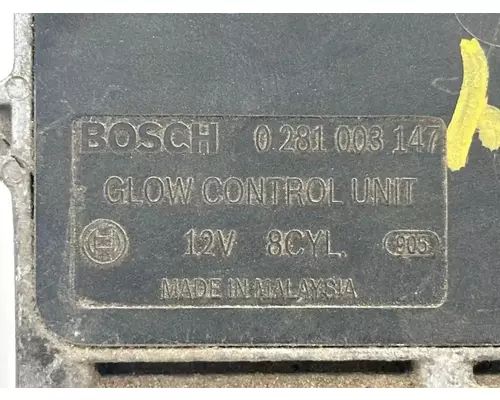 BOSCH 0 281 003 147
GLOW CONTROL UNIT
12V 8CYL. 905
MADE IN MALAYSIA